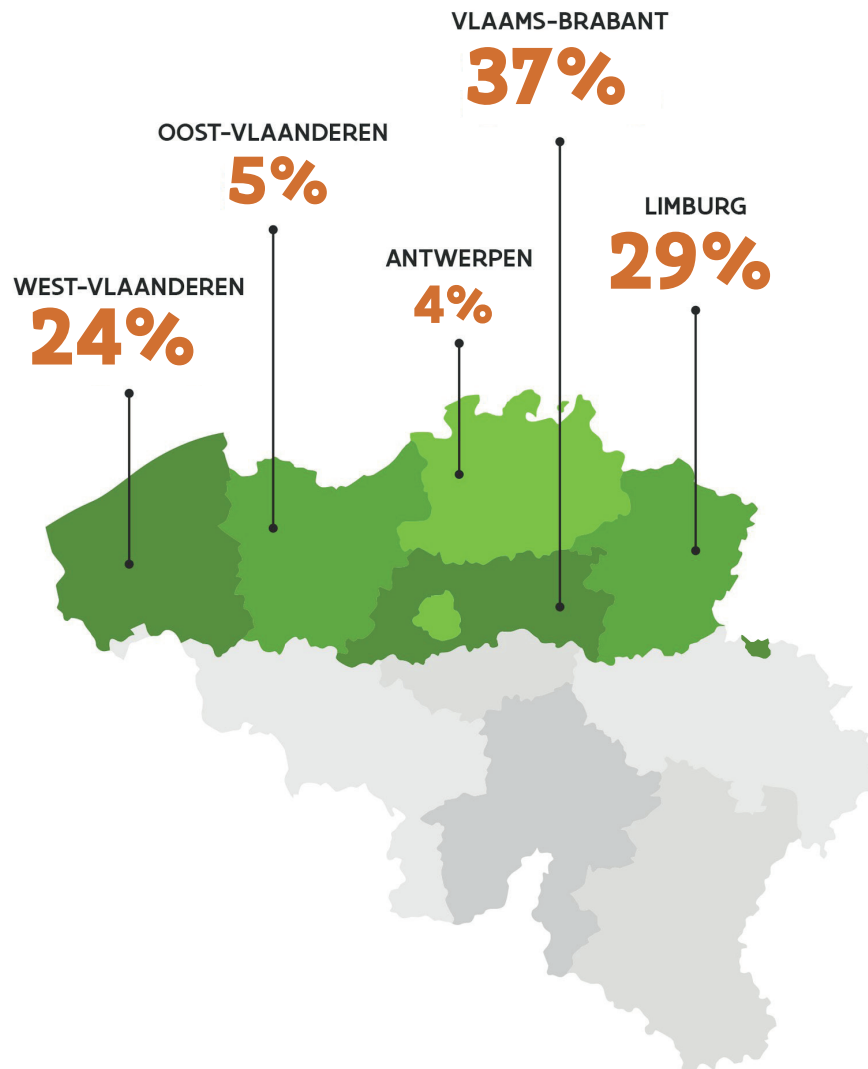 VLAAMS-BRABANT
37%
OOST-VLAANDEREN
5%
LIMBURG
29%
ANTWERPEN
4%
WEST-VLAANDEREN
24%